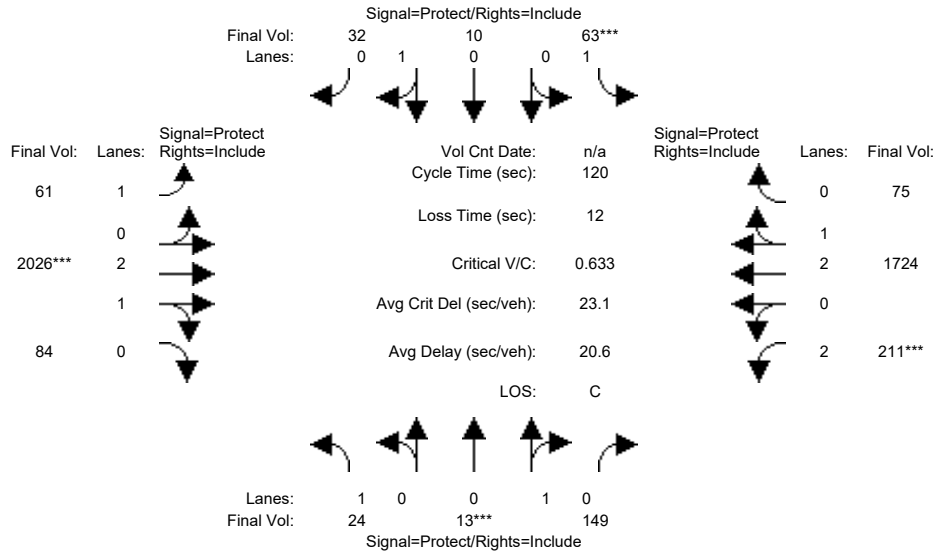 Signal=Protect/Rights=Include
Final Vol: 32 10 63***
Lanes: 0 1 0 0 1
Signal=Protect
Final Vol: Lanes: Rights=Include
Vol Cnt Date: n/a
Signal=Protect
Rights=Include Lanes: Final Vol:
Cycle Time (sec): 120
61 1
0 75
Loss Time (sec): 12
0
1
2026*** 2
Critical V/C: 0.633
2 1724
1
Avg Crit Del (sec/veh): 23.1
0
84 0
Avg Delay (sec/veh): 20.6
2 211***
LOS: C
Lanes: 1 0 0 1 0
Final Vol: 24 13*** 149
Signal=Protect/Rights=Include